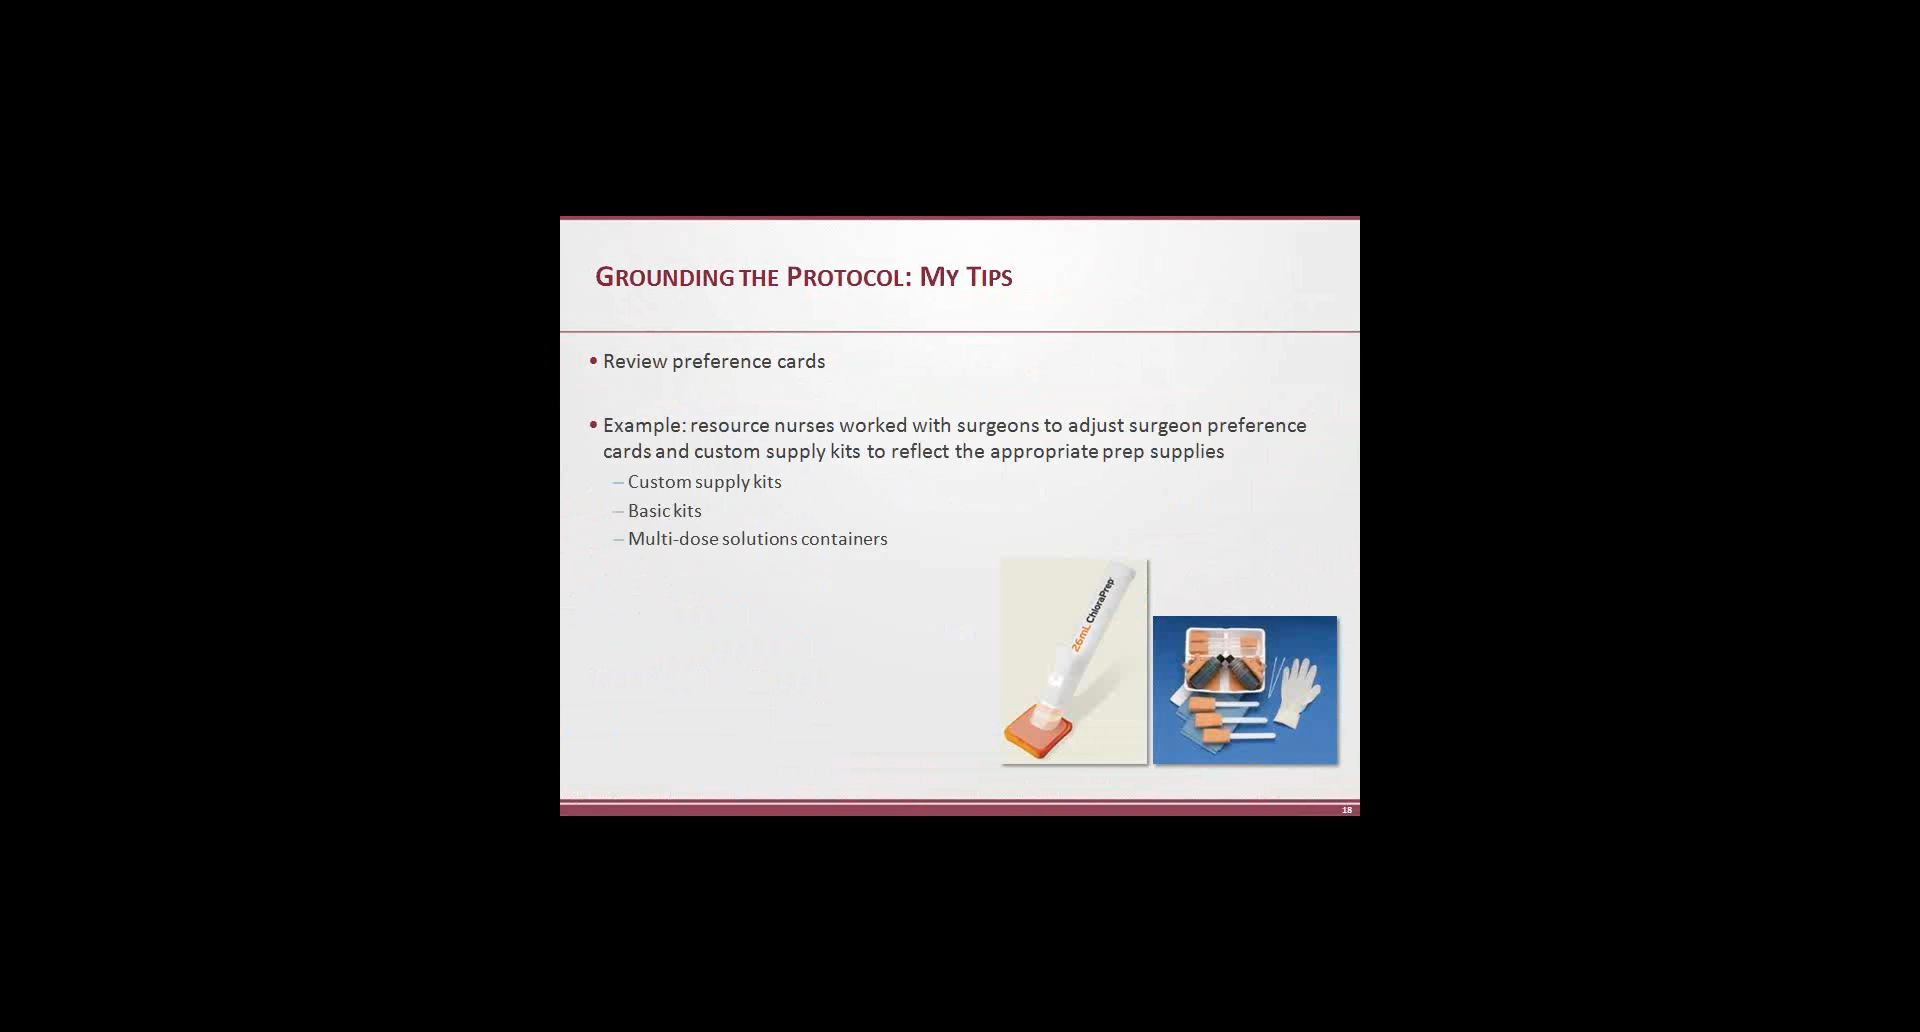 GROUNDING THE PROTOCOL: MY TIPS
• Review preference cards
• Example: resource nurses worked with surgeons to adjust surgeon preference
cards and custom supply kits to reflect the appropriate prep supplies
– Custom supply kits
– Basic kits
– Multi-dose solutions containers
26mL ChloraPrep
18